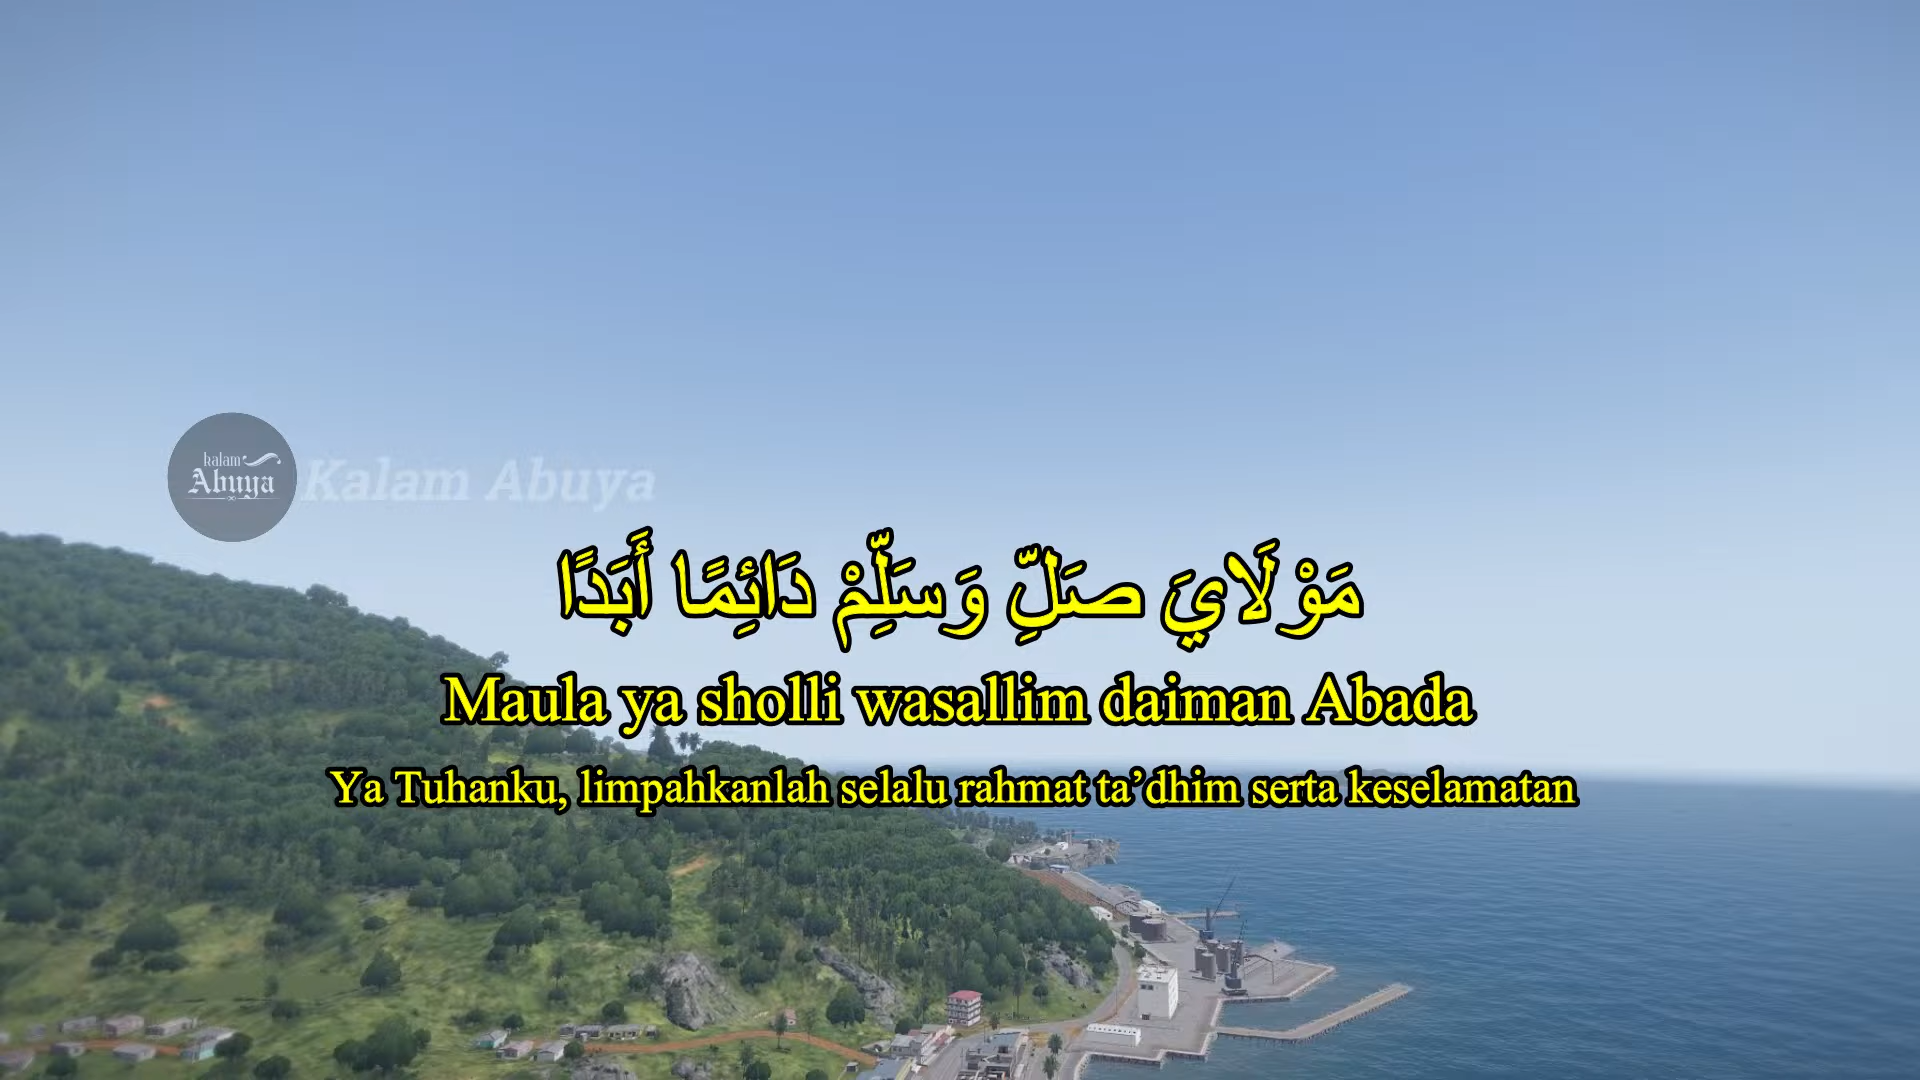 kalam
Abuya
Kalam Abuya
مَوْلَايَ صَلِّ وَسَلِّمْ دَائِمًا أَبَدًا
Maula ya sholli wasallim daiman Abada
Ya Tuhanku, limpahkanlah selalu rahmat ta’dhim serta keselamatan